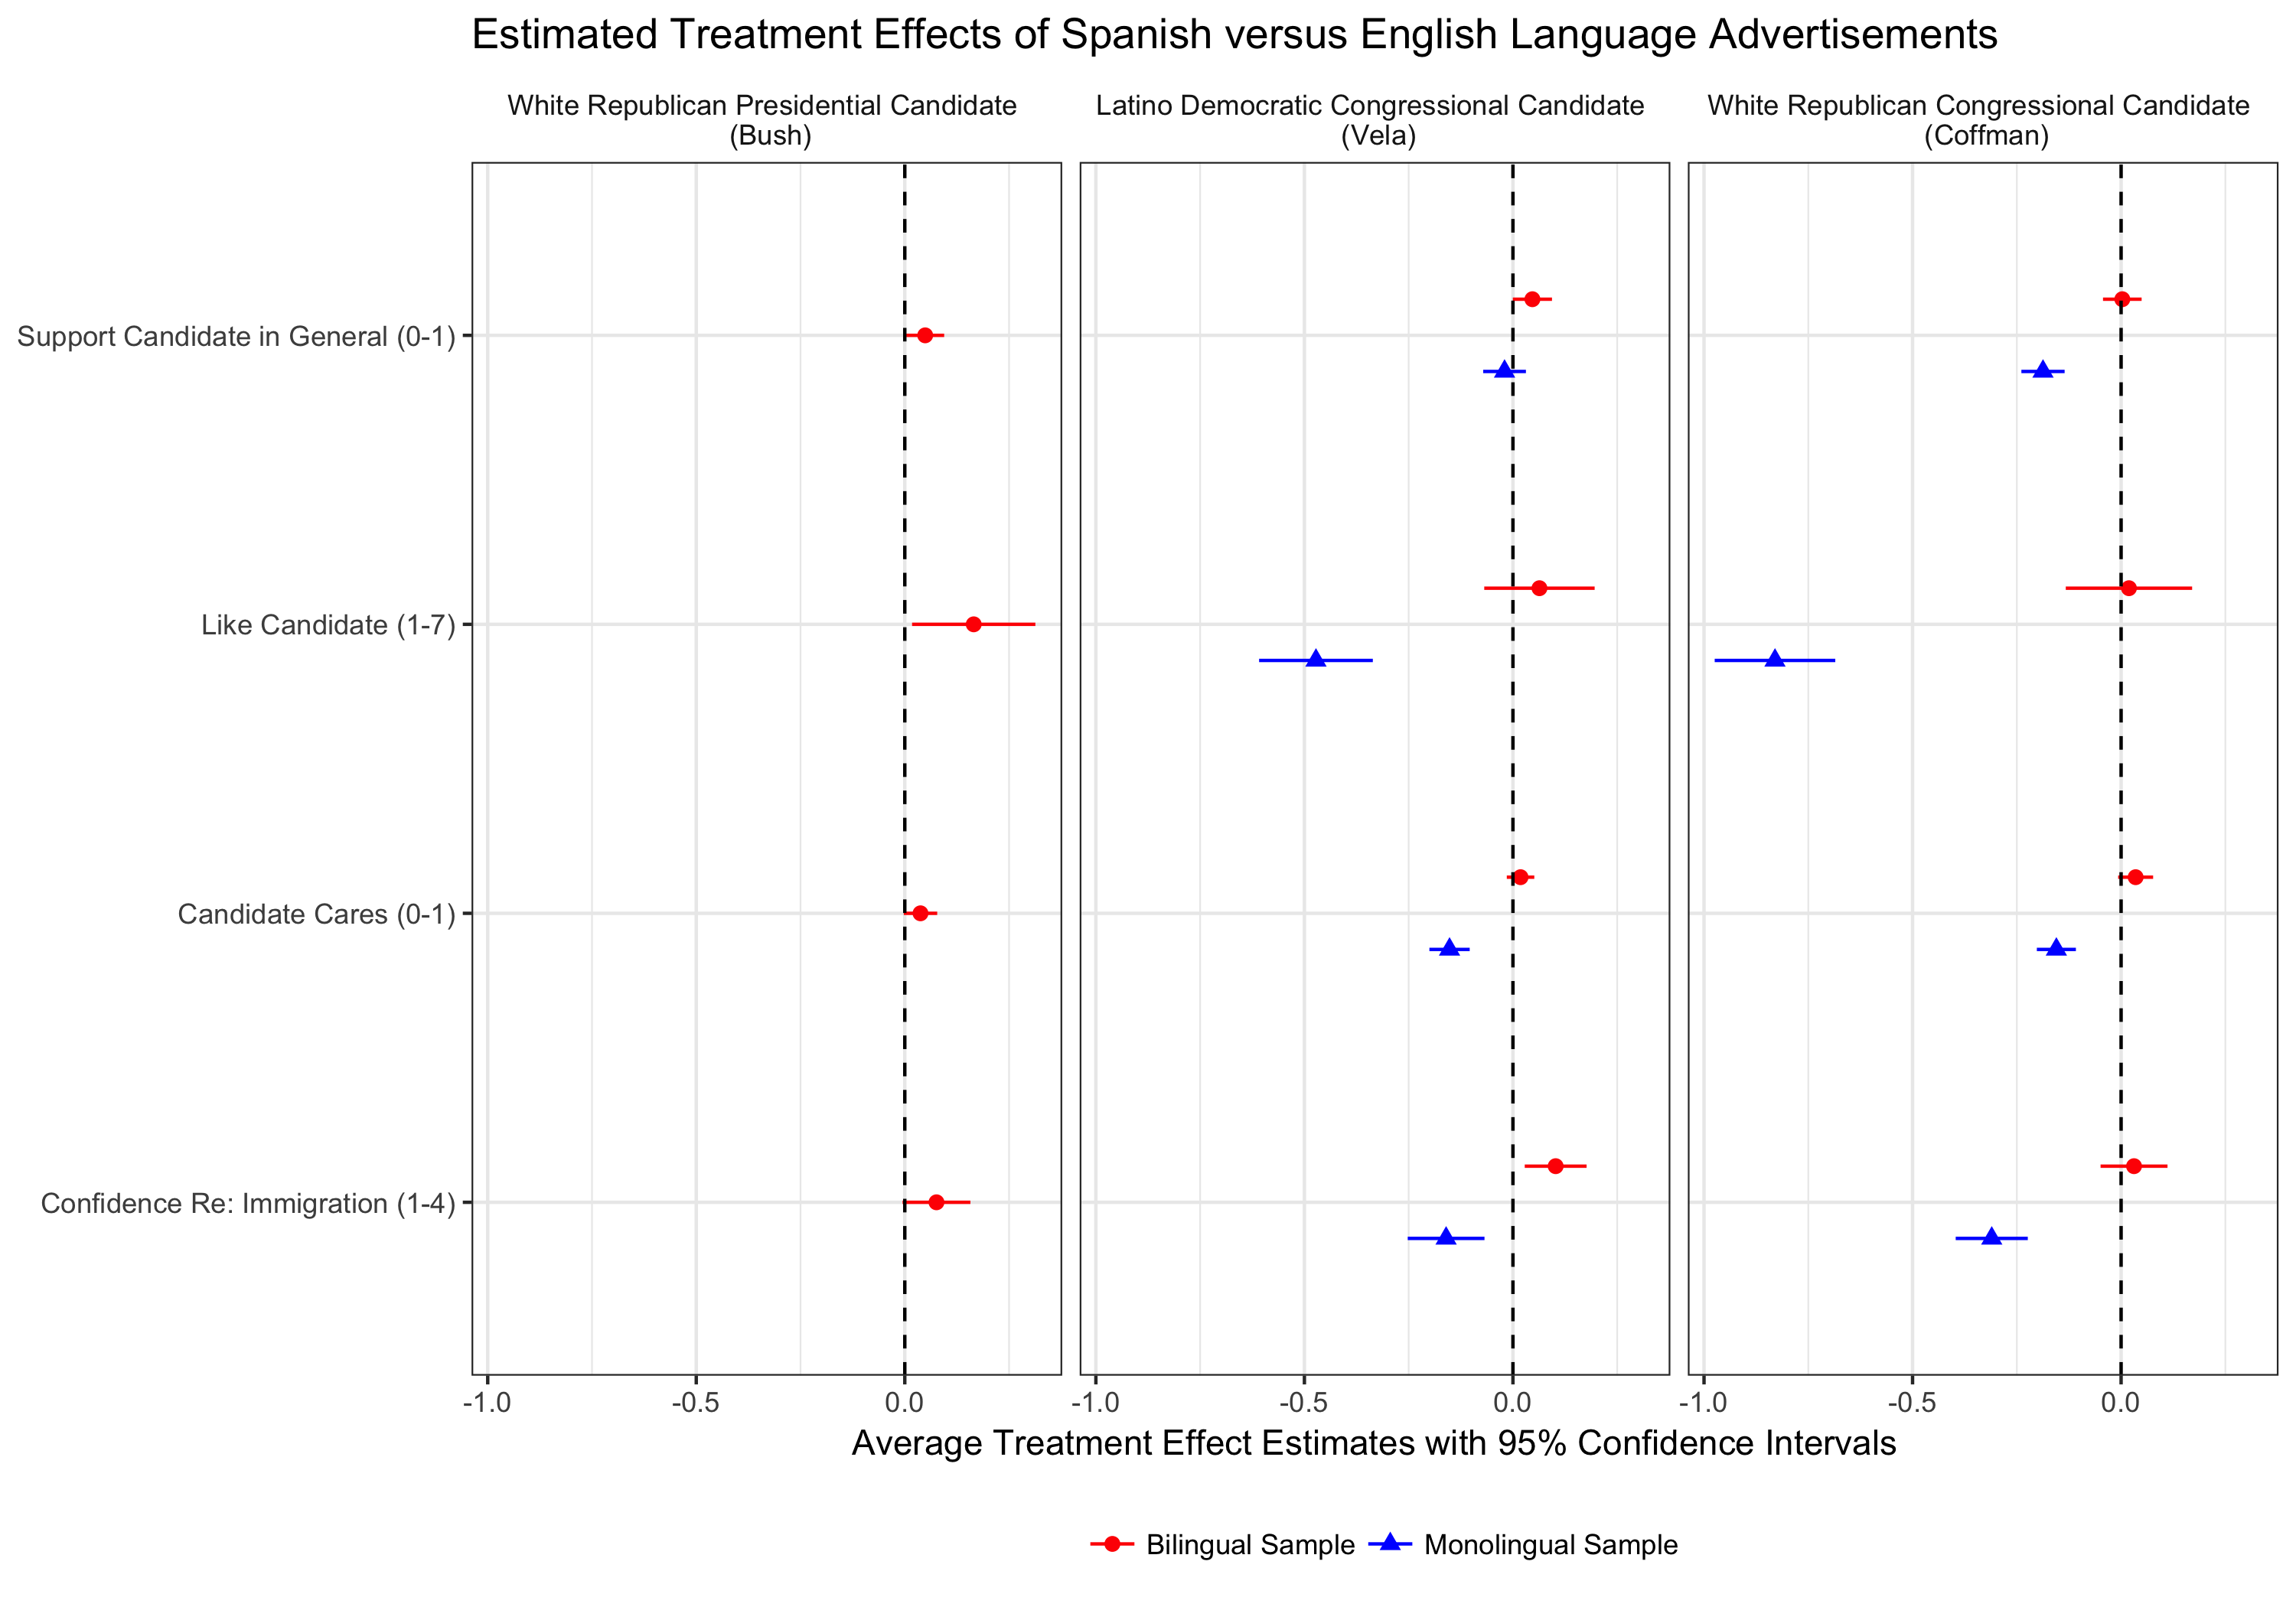 Estimated Treatment Effects of Spanish versus English Language Advertisements
White Republican Presidential Candidate
(Bush)
Latino Democratic Congressional Candidate
(Vela)
White Republican Congressional Candidate
(Coffman)
Support Candidate in General (0-1)
Like Candidate (1-7)
Candidate Cares (0-1)
Confidence Re: Immigration (1-4)
-1.0 -0.5 0.0 -1.0 -0.5 0.0 -1.0 -0.5 0.0
Average Treatment Effect Estimates with 95% Confidence Intervals
Bilingual Sample Monolingual Sample